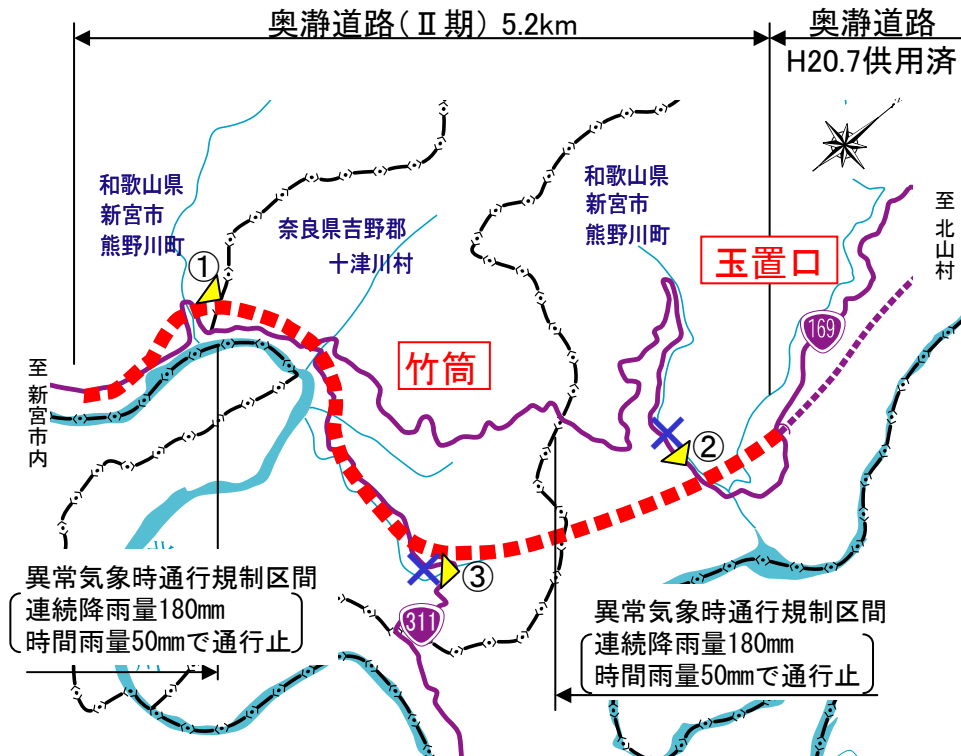 奥瀞道路(Ⅱ期) 5.2km
奥瀞道路
H20.7供用済
和歌山県
新宮市
熊野川町
奈良県吉野郡
十津川村
和歌山県
新宮市
熊野川町
至 北山村
玉置口
①
169
竹筒
至 新宮市内
②
③
311
異常気象時通行規制区間
連続降雨量180mm
時間雨量50mmで通行止
異常気象時通行規制区間
連続降雨量180mm
時間雨量50mmで通行止